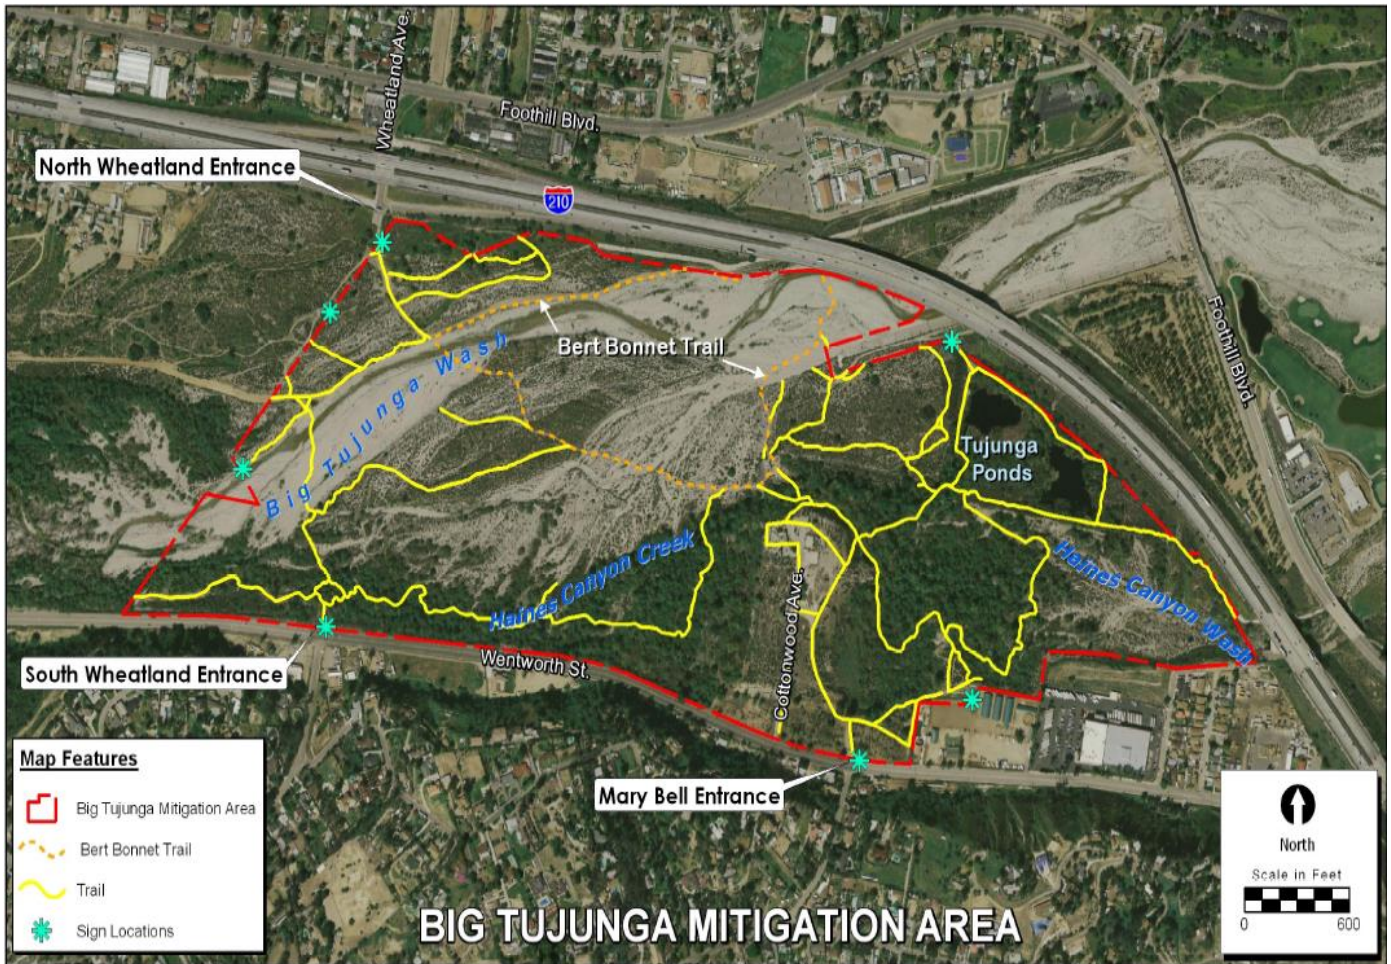 Wheatland Ave.
Foothill Blvd.
North Wheatland Entrance
210
Foothill Blvd.
Bert Bonnet Trail
Big Tujunga Wash
Tujunga
Ponds
Haines Canyon Creek
Haines Canyon Wash
Cottonwood Ave.
South Wheatland Entrance
Wentworth St.
Mary Bell Entrance
Map Features
Big Tujunga Mitigation Area
Bert Bonnet Trail
Trail
Sign Locations
North
Scale in Feet
0 600
BIG TUJUNGA MITIGATION AREA